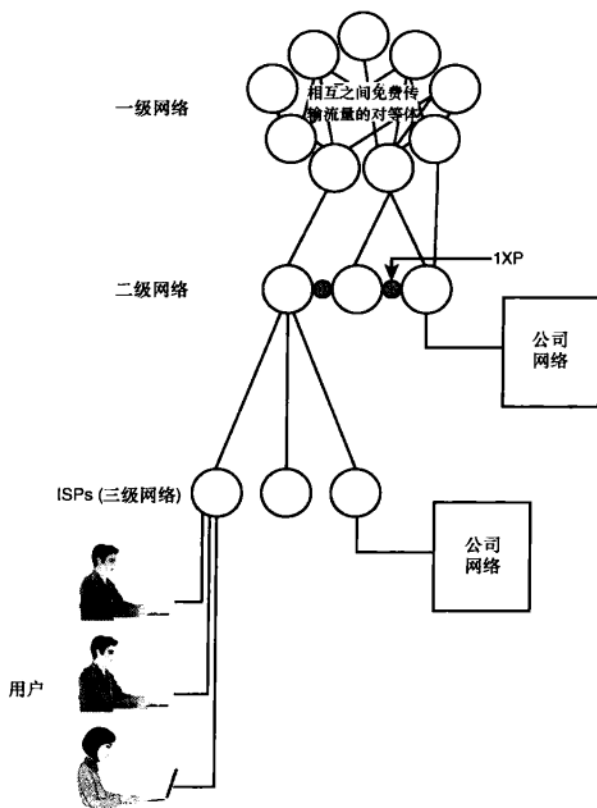 一级网络
相互之间免费传
输流量的对等体
1XP
二级网络
公司
网络
ISPs (三级网络)
公司
网络
用户